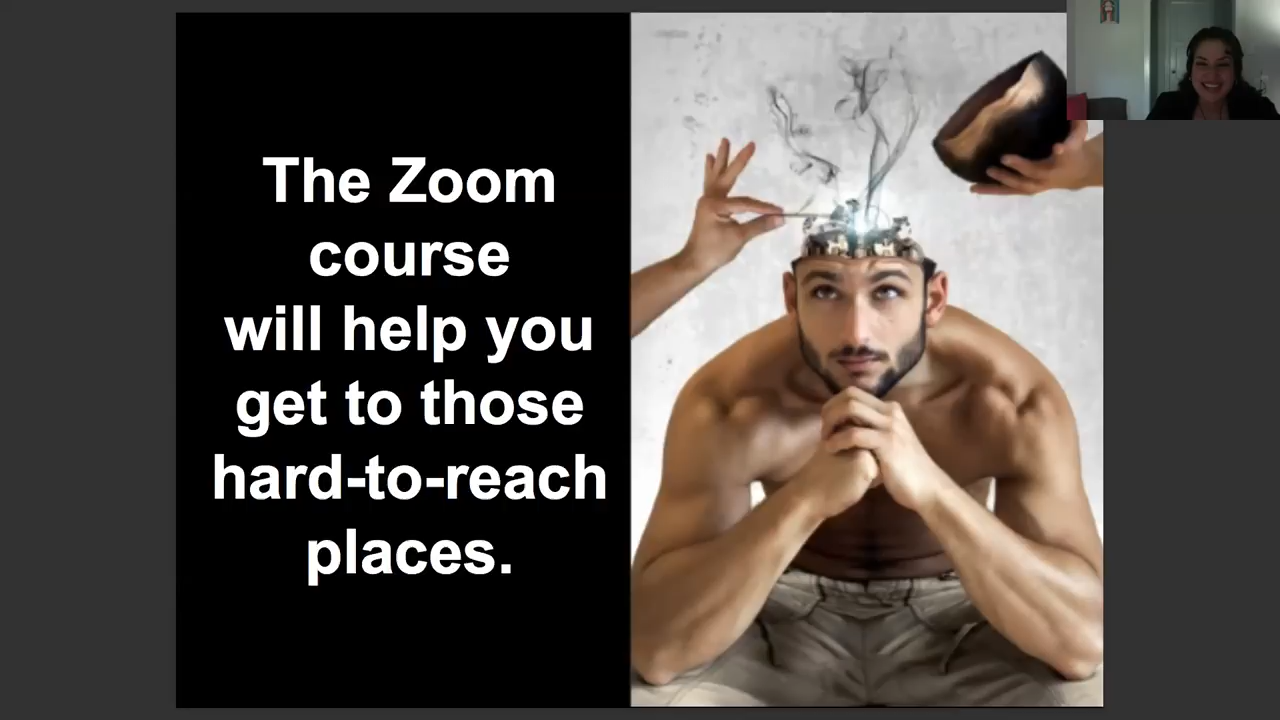 The Zoom
course
will help you
get to those
hard-to-reach
places.